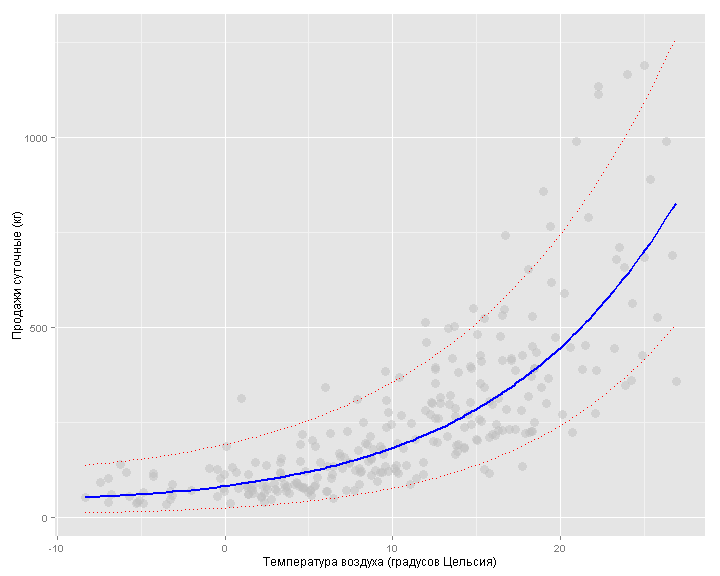 Продажи суточные (кг)
1000
500
0
-10 0 10 20
Температура воздуха (градусов Цельсия)